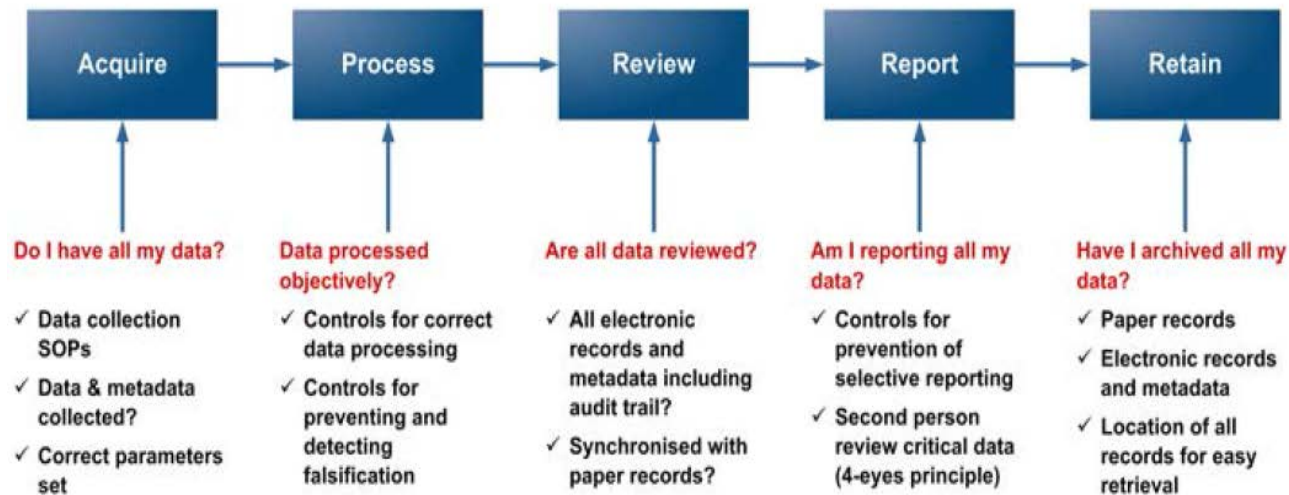 Acquire
Process
Review
Report
Retain
Do I have all my data?
✓ Data collection
SOPs
✓ Data & metadata
collected?
✓ Correct parameters
set
Data processed
objectively?
✓ Controls for correct
data processing
✓ Controls for
preventing and
detecting
falsification
Are all data reviewed?
✓ All electronic
records and
metadata including
audit trail?
✓ Synchronised with
paper records?
Am I reporting all my
data?
✓ Controls for
prevention of
selective reporting
✓ Second person
review critical data
(4-eyes principle)
Have I archived all my
data?
✓ Paper records
✓ Electronic records
and metadata
✓ Location of all
records for easy
retrieval